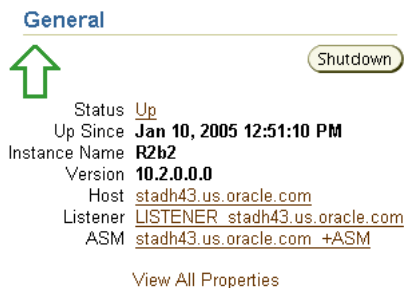 General
Shutdown
Status Up
Up Since Jan 10, 2005 12:51:10 PM
Instance Name R2b2
Version 10.2.0.0.0
Host stadh43.us.oracle.com
Listener LISTENER_stadh43.us.oracle.com
ASM stadh43.us.oracle.com_+ASM
View All Properties